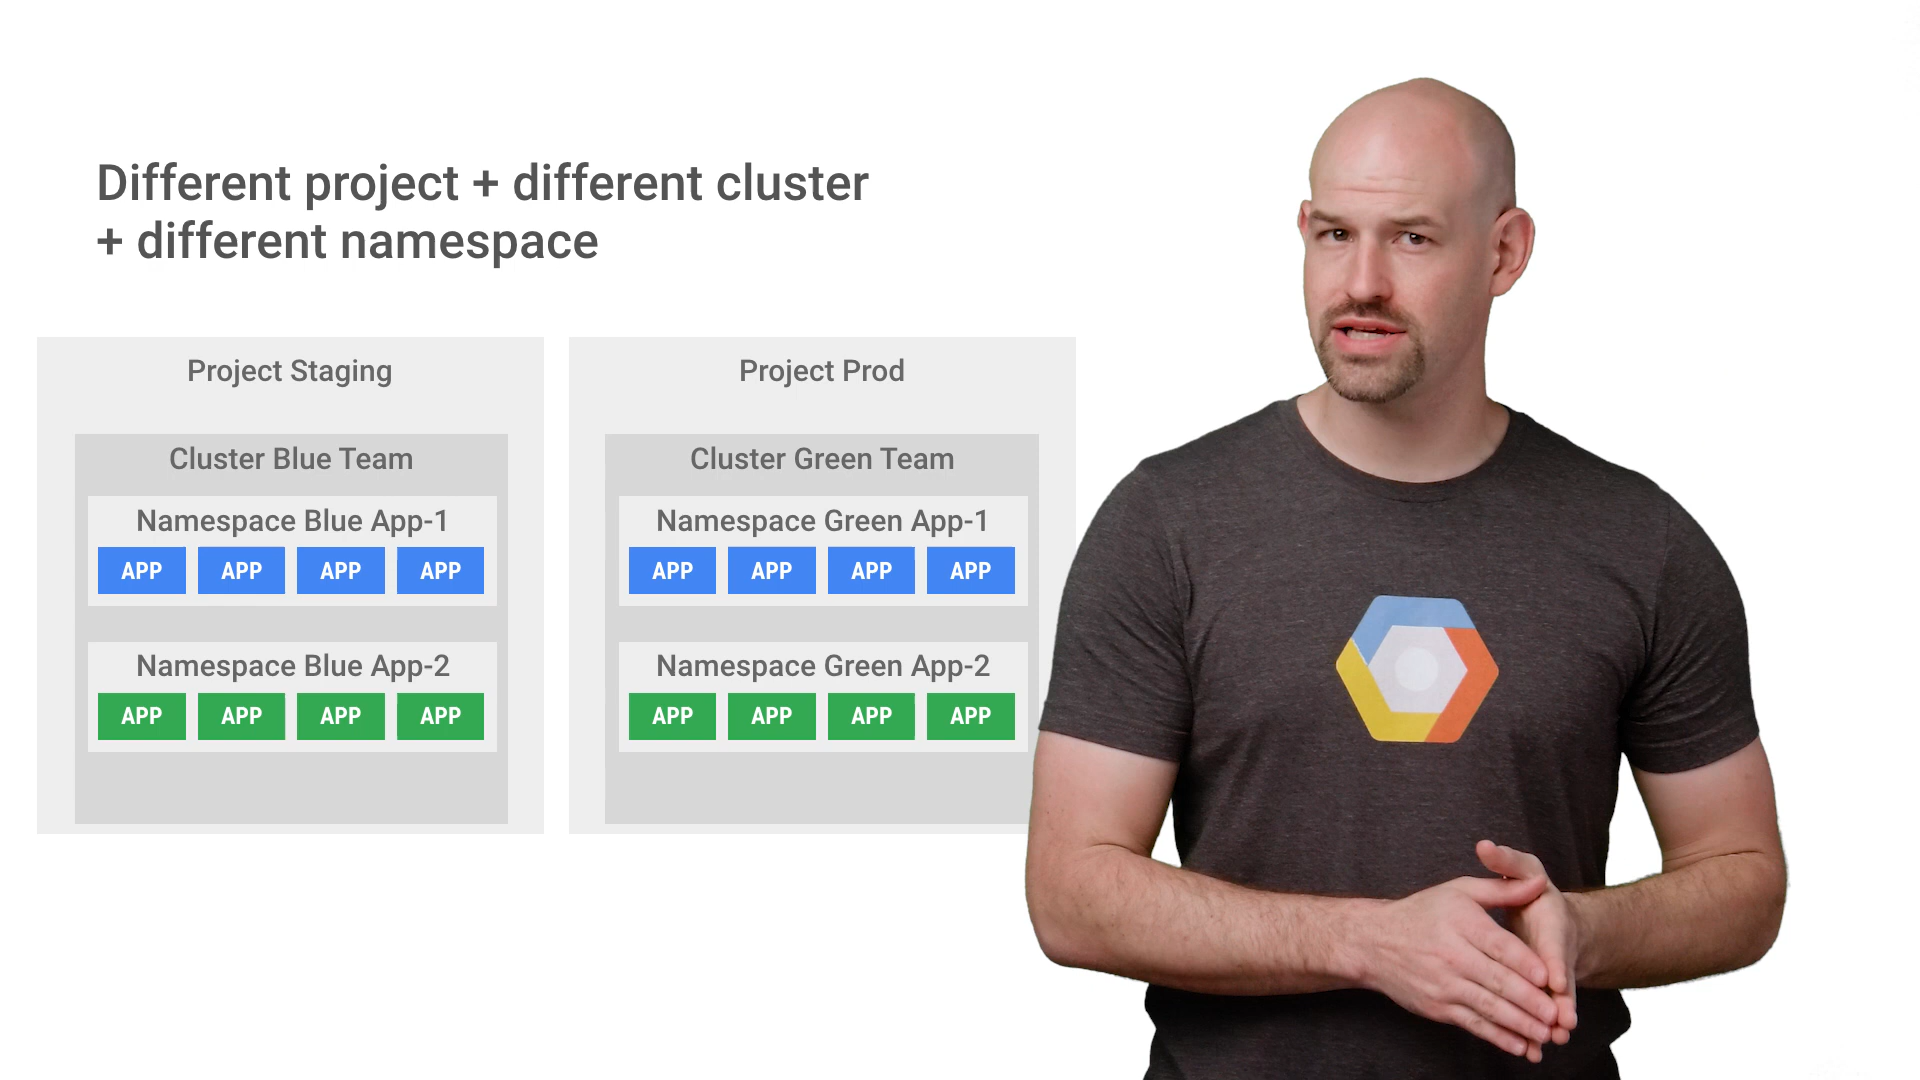 Different project + different cluster
+ different namespace
Project Staging
Cluster Blue Team
Namespace Blue App-1
APP APP APP APP
Namespace Blue App-2
APP APP APP APP
Project Prod
Cluster Green Team
Namespace Green App-1
APP APP APP APP
Namespace Green App-2
APP APP APP APP